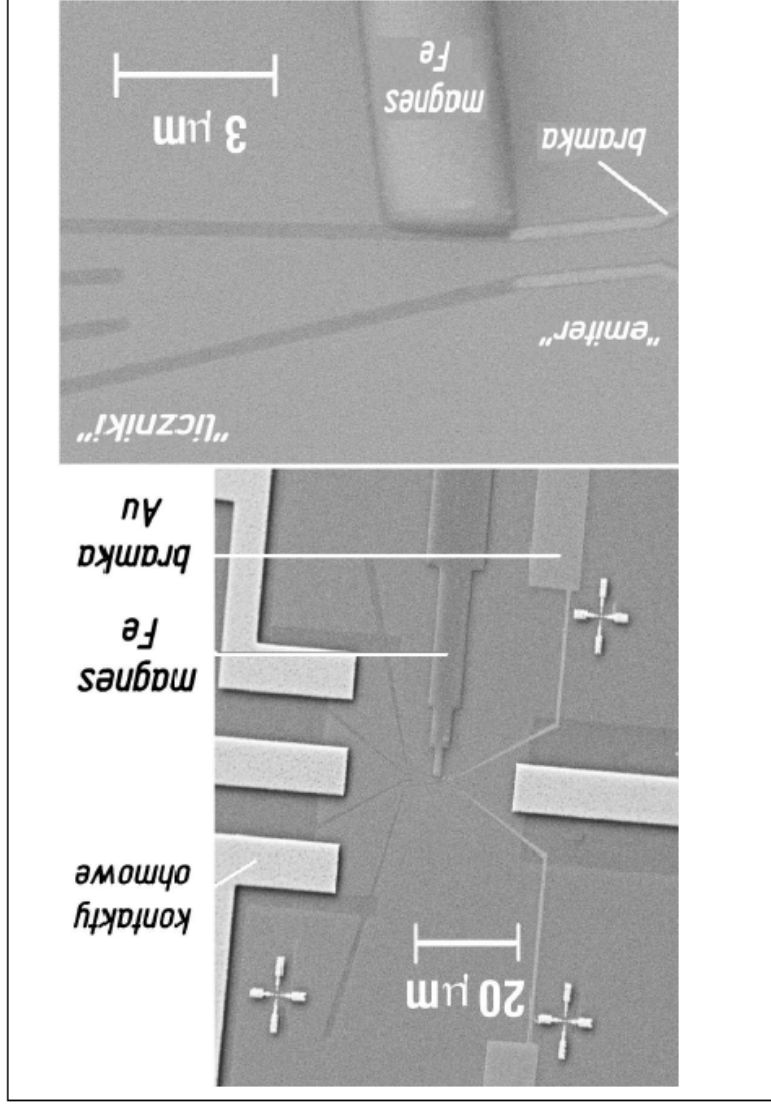 20 µm
kontakty
ohmowe
magnes
Fe
bramka
Au
"liczniki"
"emiter"
bramka
3 µm
magnes
Fe